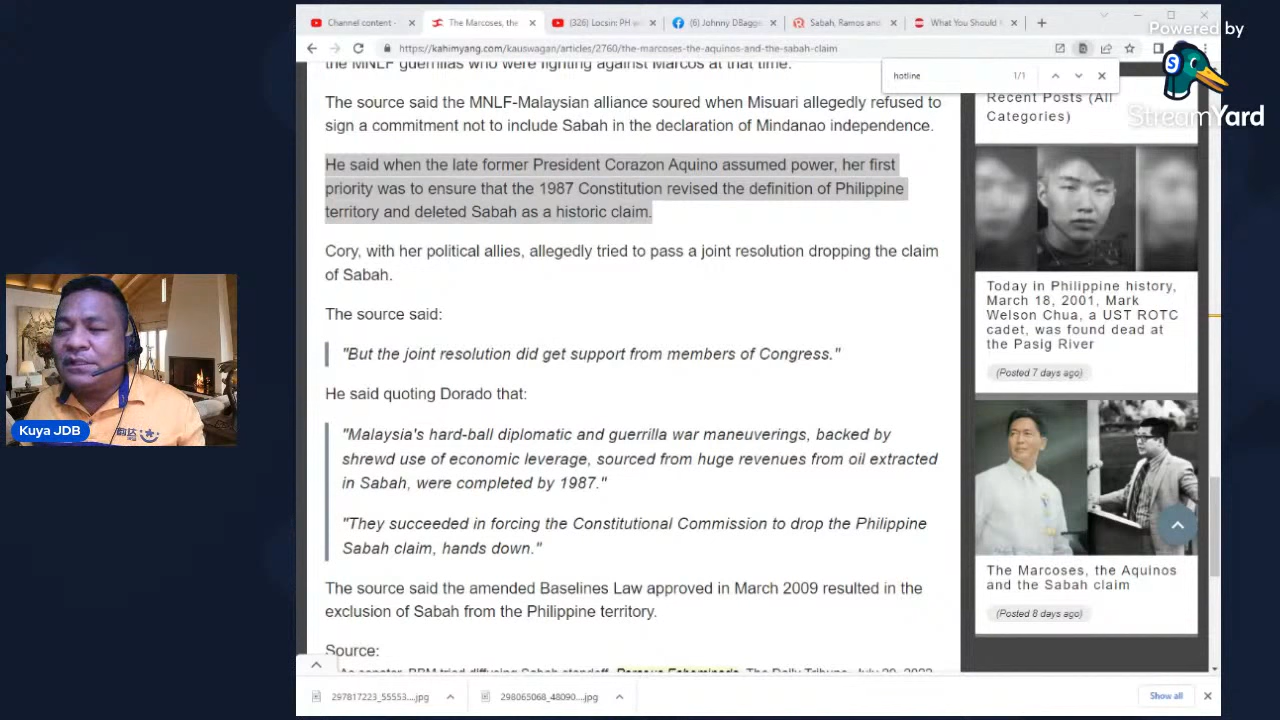 Channel content -
The Marcoses, the
(326) Locsin: PH w
(6) Johnny DBagge
Sabah, Ramos and
What You Should K
https://kahimyang.com/kauswagan/articles/2760/the-marcoses-the-aquinos-and-the-sabah-claim
Powered by
StreamYard
hotline
1/1
the MNLF guerrillas who were fighting against Marcos at that time.
The source said the MNLF-Malaysian alliance soured when Misuari allegedly refused to
sign a commitment not to include Sabah in the declaration of Mindanao independence.
He said when the late former President Corazon Aquino assumed power, her first
priority was to ensure that the 1987 Constitution revised the definition of Philippine
territory and deleted Sabah as a historic claim.
Cory, with her political allies, allegedly tried to pass a joint resolution dropping the claim
of Sabah.
The source said:
"But the joint resolution did get support from members of Congress."
He said quoting Dorado that:
"Malaysia's hard-ball diplomatic and guerrilla war maneuverings, backed by
shrewd use of economic leverage, sourced from huge revenues from oil extracted
in Sabah, were completed by 1987."
"They succeeded in forcing the Constitutional Commission to drop the Philippine
Sabah claim, hands down."
The source said the amended Baselines Law approved in March 2009 resulted in the
exclusion of Sabah from the Philippine territory.
Source:
Recent Posts (All
Categories)
Today in Philippine history,
March 18, 2001, Mark
Welson Chua, a UST ROTC
cadet, was found dead at
the Pasig River
(Posted 7 days ago)
The Marcoses, the Aquinos
and the Sabah claim
(Posted 8 days ago)
Kuya JDB
297817223_55553....jpg
298065068_48090....jpg
Show all